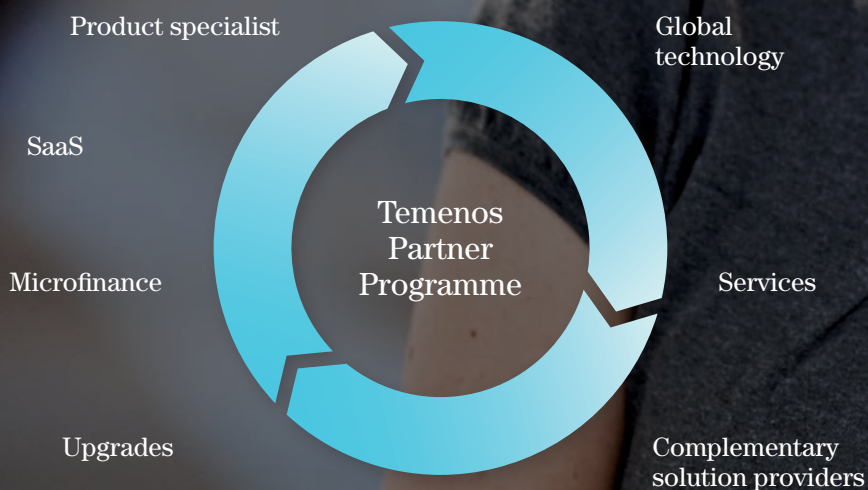 Product specialist
Global
technology
SaaS
Temenos
Partner
Programme
Microfinance
Services
Upgrades
Complementary
solution providers